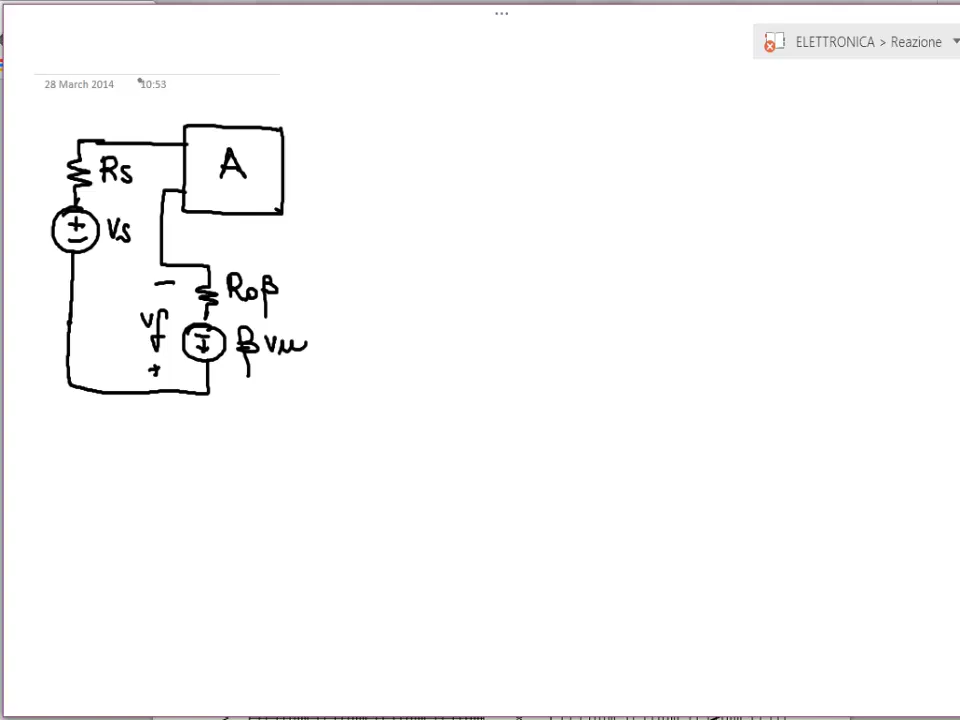 ...
ELETTRONICA > Reazione
28 March 2014 10:53
A
Rs
+
Vs
−
Roβ
vf
βvu
+